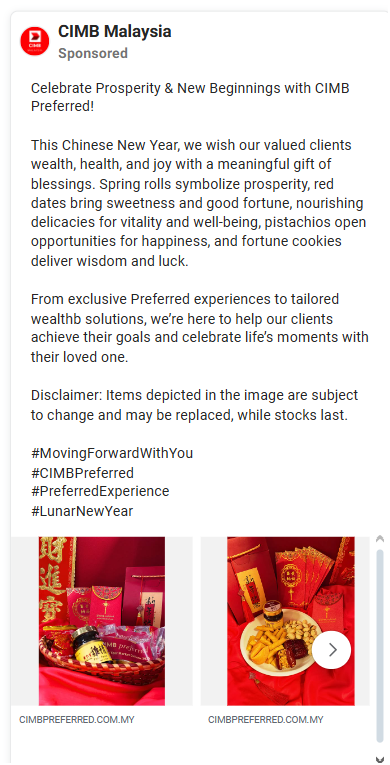 CIMB Malaysia
Sponsored
Celebrate Prosperity & New Beginnings with CIMB
Preferred!
This Chinese New Year, we wish our valued clients
wealth, health, and joy with a meaningful gift of
blessings. Spring rolls symbolize prosperity, red
dates bring sweetness and good fortune, nourishing
delicacies for vitality and well-being, pistachios open
opportunities for happiness, and fortune cookies
deliver wisdom and luck.
From exclusive Preferred experiences to tailored
wealthb solutions, we’re here to help our clients
achieve their goals and celebrate life’s moments with
their loved one.
Disclaimer: Items depicted in the image are subject
to change and may be replaced, while stocks last.
#MovingForwardWithYou
#CIMBPreferred
#PreferredExperience
#LunarNewYear
財
進
寶
CIMB preferred
CIMBPREFERRED.COM.MY
CIMBPREFERRED.COM.MY